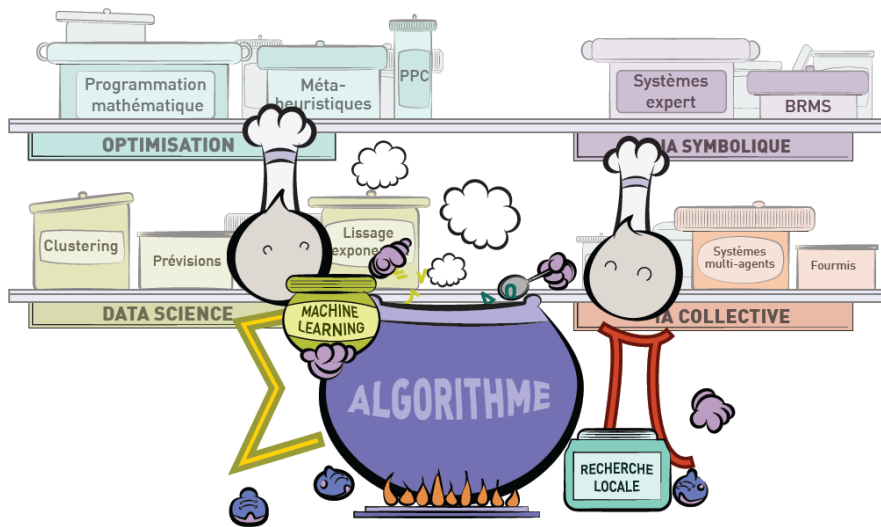 Programmation
mathématique
Méta-
heuristiques
PPC
Systèmes
expert
BRMS
OPTIMISATION
IA SYMBOLIQUE
Clustering
Prévisions
Lissage
expone
Systèmes
multi-agents
Fourmis
DATA SCIENCE
IA COLLECTIVE
MACHINE
LEARNING
ALGORITHME
RECHERCHE
LOCALE